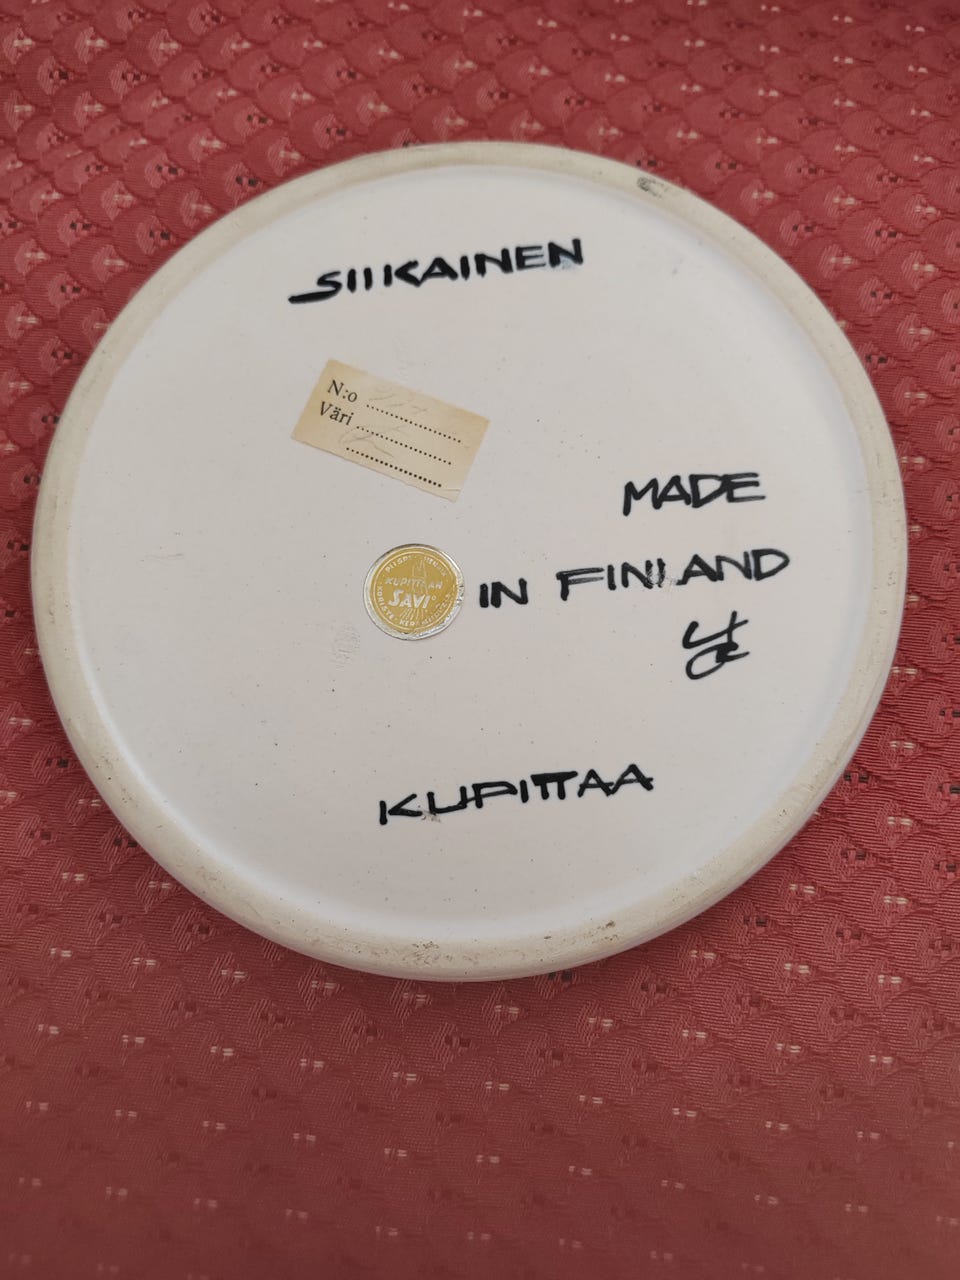 SIIKAINEN
N:o
Väri
MADE
IN FINLAND
KUPITTAAN
SAVI
KUPITTAA